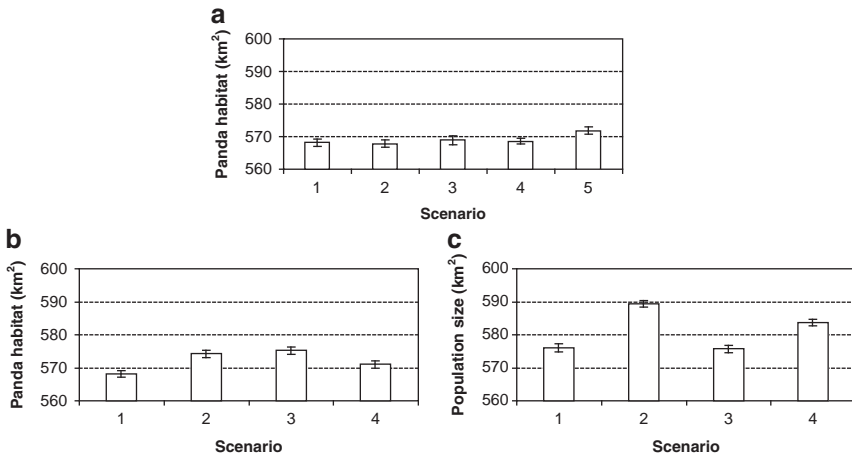 a
Panda habitat (km²)
600
590
580
570
560
1 2 3 4 5
Scenario
b
Panda habitat (km²)
600
590
580
570
560
1 2 3 4
Scenario
c
Population size (km²)
600
590
580
570
560
1 2 3 4
Scenario